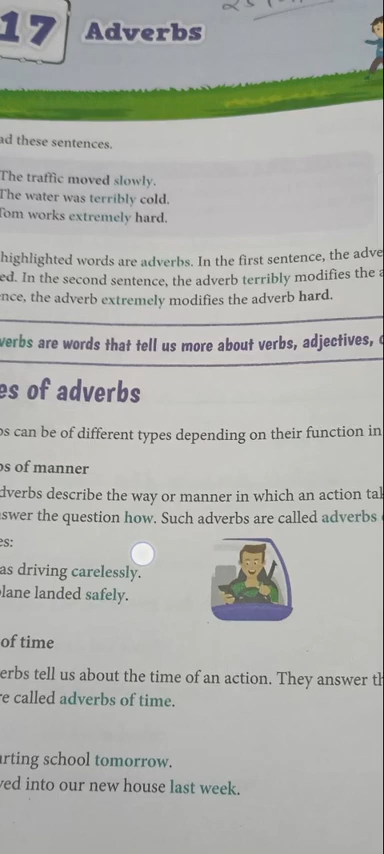 17 Adverbs
ad these sentences.
The traffic moved slowly.
The water was terribly cold.
Tom works extremely hard.
highlighted words are adverbs. In the first sentence, the adve
ed. In the second sentence, the adverb terribly modifies the a
nce, the adverb extremely modifies the adverb hard.
verbs are words that tell us more about verbs, adjectives, o
es of adverbs
os can be of different types depending on their function in
os of manner
dverbs describe the way or manner in which an action tak
swer the question how. Such adverbs are called adverbs
es:
as driving carelessly.
plane landed safely.
of time
erbs tell us about the time of an action. They answer th
re called adverbs of time.
arting school tomorrow.
ved into our new house last week.